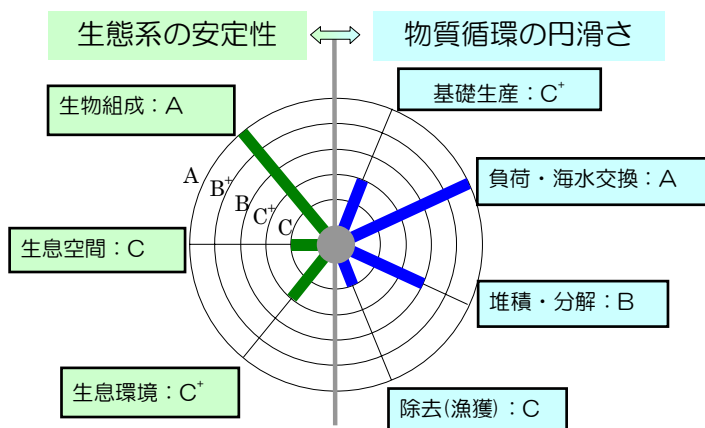 生態系の安定性
物質循環の円滑さ
生物組成：A
基礎生産：C⁺
A
B⁺
B
C⁺
C
負荷・海水交換：A
生息空間：C
堆積・分解：B
生息環境：C⁺
除去(漁獲)：C